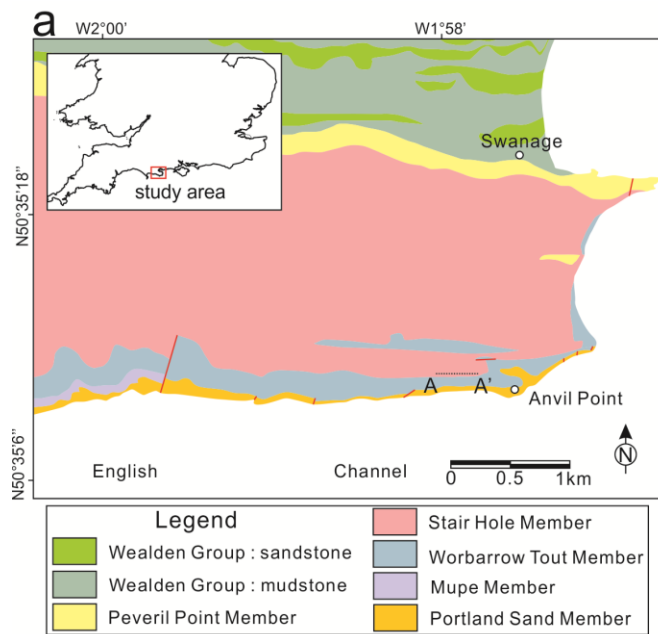 a
W2°00'
W1°58'
Swanage
study area
N50°35'18"
A
A'
Anvil Point
N50°35'6"
English
Channel
N
0
0.5
1km
Legend
Wealden Group : sandstone
Wealden Group : mudstone
Peveril Point Member
Stair Hole Member
Worbarrow Tout Member
Mupe Member
Portland Sand Member